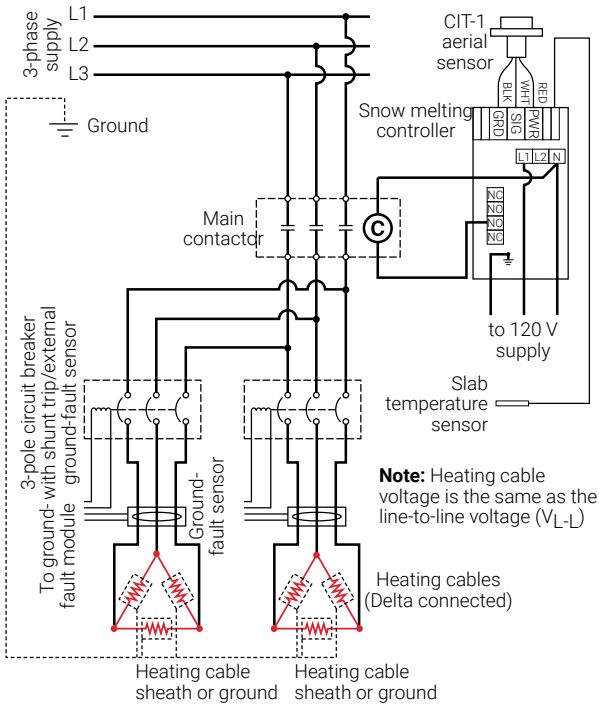 3-phase
supply
L1
L2
L3
Ground
CIT-1
aerial
sensor
BLK
WHT
RED
Snow melting
controller
GRD
SIG
PWR
L1 L2 N
NC
NO
NO
NC
Main
contactor
C
to 120 V
supply
3-pole circuit breaker
with shunt trip/external
ground-fault sensor
To ground-
fault module
Ground-
fault sensor
Slab
temperature
sensor
Note: Heating cable
voltage is the same as the
line-to-line voltage (VL-L)
Heating cables
(Delta connected)
Heating cable
sheath or ground
Heating cable
sheath or ground